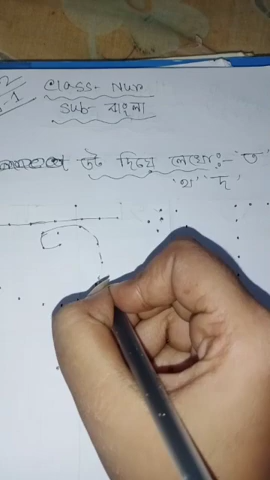 Class- Nur
Sub- বাংলা
ডট দিয়ে লেখো:- 'ত'
'থ' 'দ'